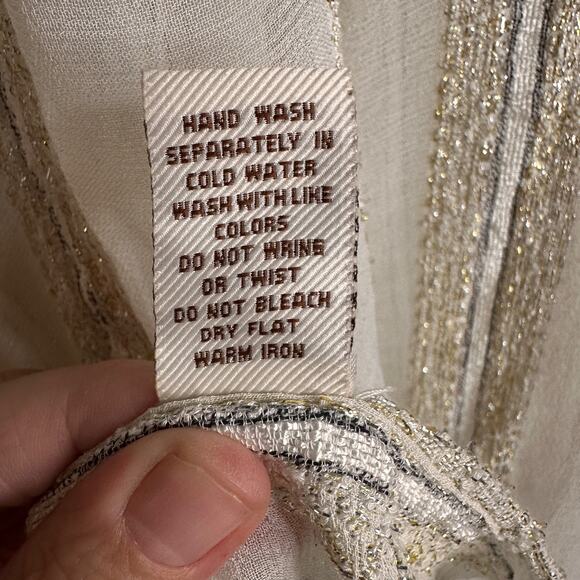 HAND WASH
SEPARATELY IN
COLD WATER
WASH WITH LIKE
COLORS
DO NOT WRING
OR TWIST
DO NOT BLEACH
DRY FLAT
WARM IRON